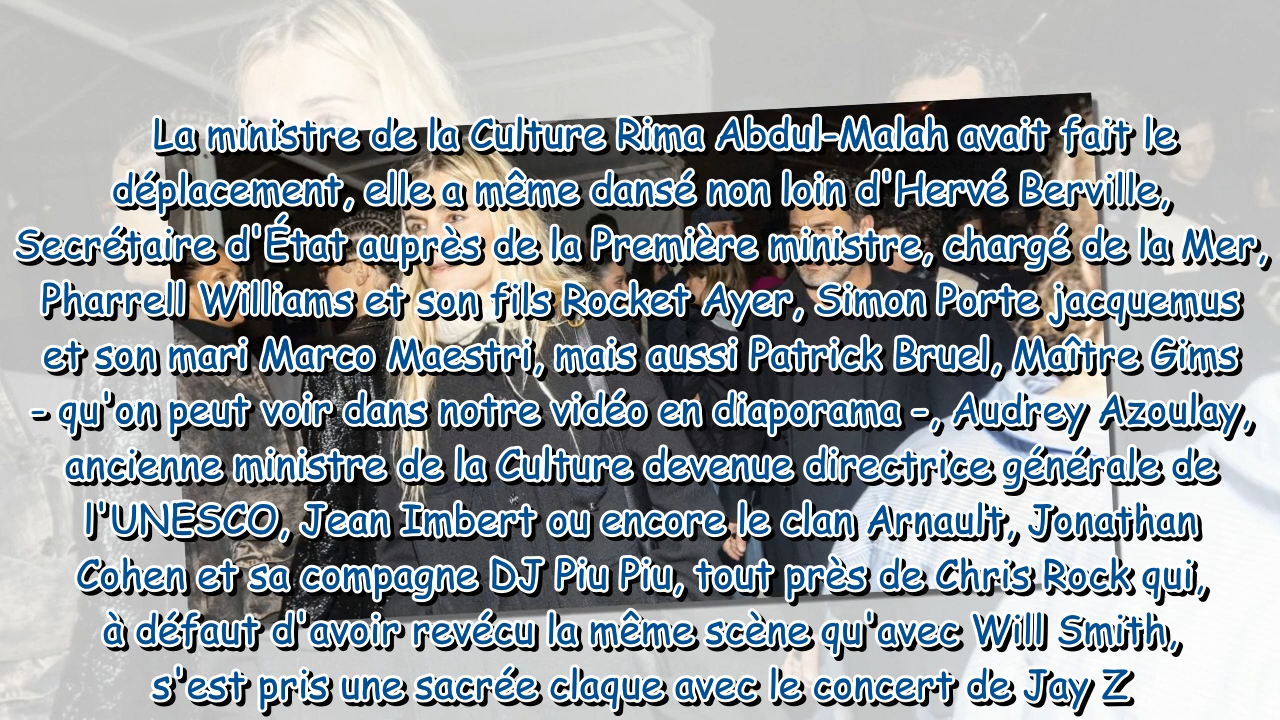 La ministre de la Culture Rima Abdul-Malah avait fait le
déplacement, elle a même dansé non loin d'Hervé Berville,
Secrétaire d'État auprès de la Première ministre, chargé de la Mer,
Pharrell Williams et son fils Rocket Ayer, Simon Porte jacquemus
et son mari Marco Maestri, mais aussi Patrick Bruel, Maître Gims
- qu'on peut voir dans notre vidéo en diaporama -, Audrey Azoulay,
ancienne ministre de la Culture devenue directrice générale de
l'UNESCO, Jean Imbert ou encore le clan Arnault, Jonathan
Cohen et sa compagne DJ Piu Piu, tout près de Chris Rock qui,
à défaut d'avoir revécu la même scène qu'avec Will Smith,
s'est pris une sacrée claque avec le concert de Jay Z